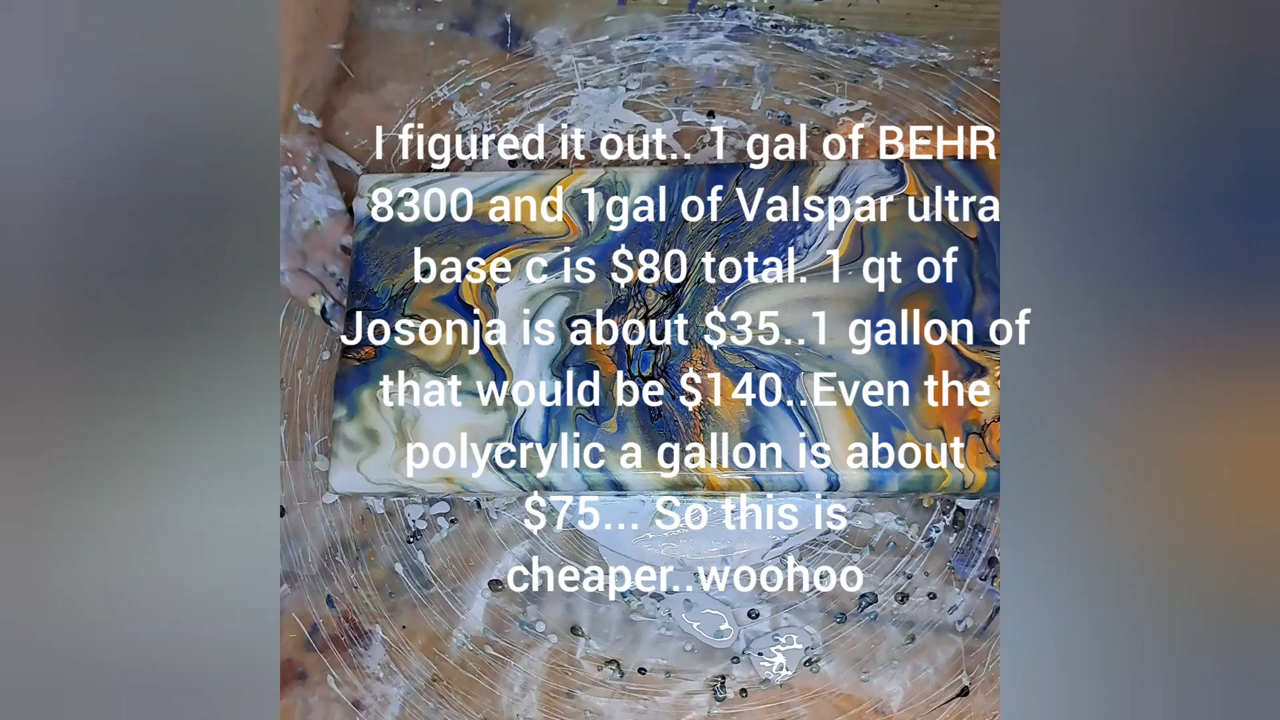 I figured it out.. 1 gal of BEHR
8300 and 1gal of Valspar ultra
base c is $80 total. 1 qt of
Josonja is about $35..1 gallon of
that would be $140..Even the
polycrylic a gallon is about
$75... So this is
cheaper..woohoo